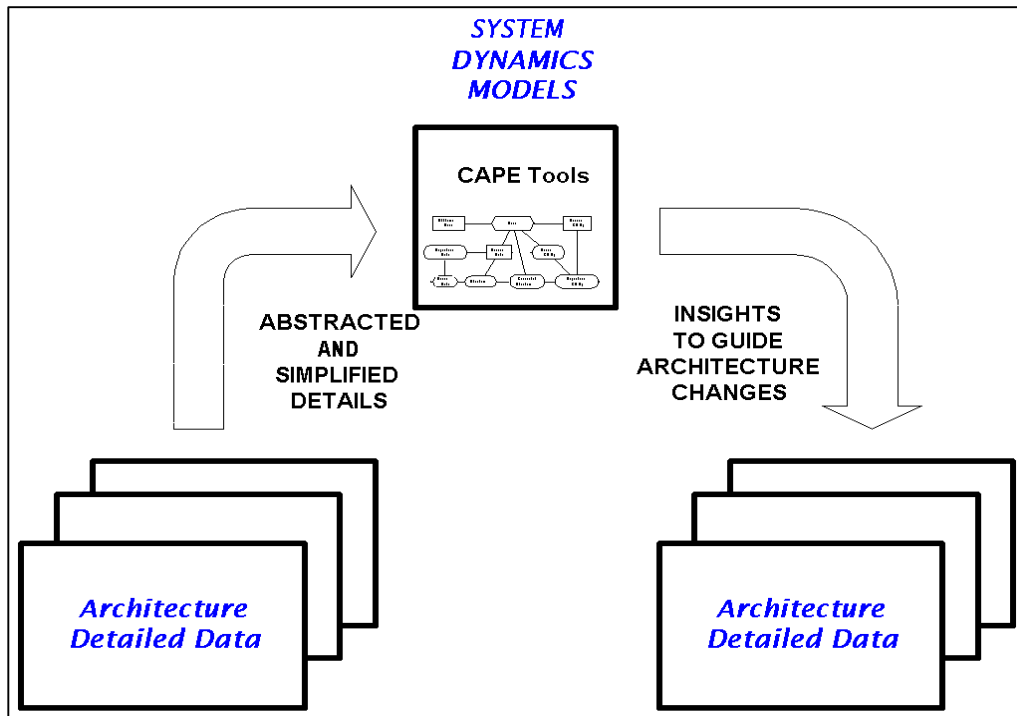 SYSTEM
DYNAMICS
MODELS
CAPE Tools
ABSTRACTED
AND
SIMPLIFIED
DETAILS
INSIGHTS
TO GUIDE
ARCHITECTURE
CHANGES
Architecture
Detailed Data
Architecture
Detailed Data